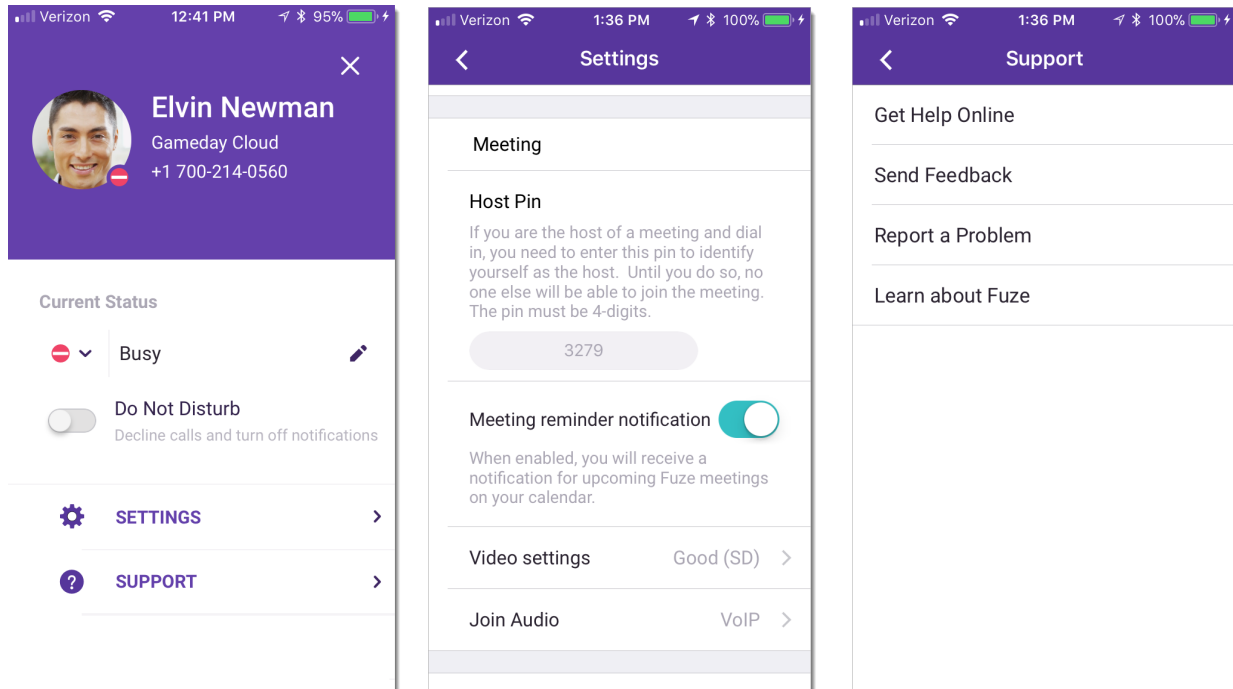 Verizon 12:41 PM 95%
Elvin Newman
Gameday Cloud
+1 700-214-0560
Current Status
Busy
Do Not Disturb
Decline calls and turn off notifications
SETTINGS
? SUPPORT
Verizon 1:36 PM 100%
Settings
Meeting
Host Pin
If you are the host of a meeting and dial
in, you need to enter this pin to identify
yourself as the host. Until you do so, no
one else will be able to join the meeting.
The pin must be 4-digits.
3279
Meeting reminder notification
When enabled, you will receive a
notification for upcoming Fuze meetings
on your calendar.
Video settings Good (SD)
Join Audio VoIP
Verizon 1:36 PM 100%
Support
Get Help Online
Send Feedback
Report a Problem
Learn about Fuze